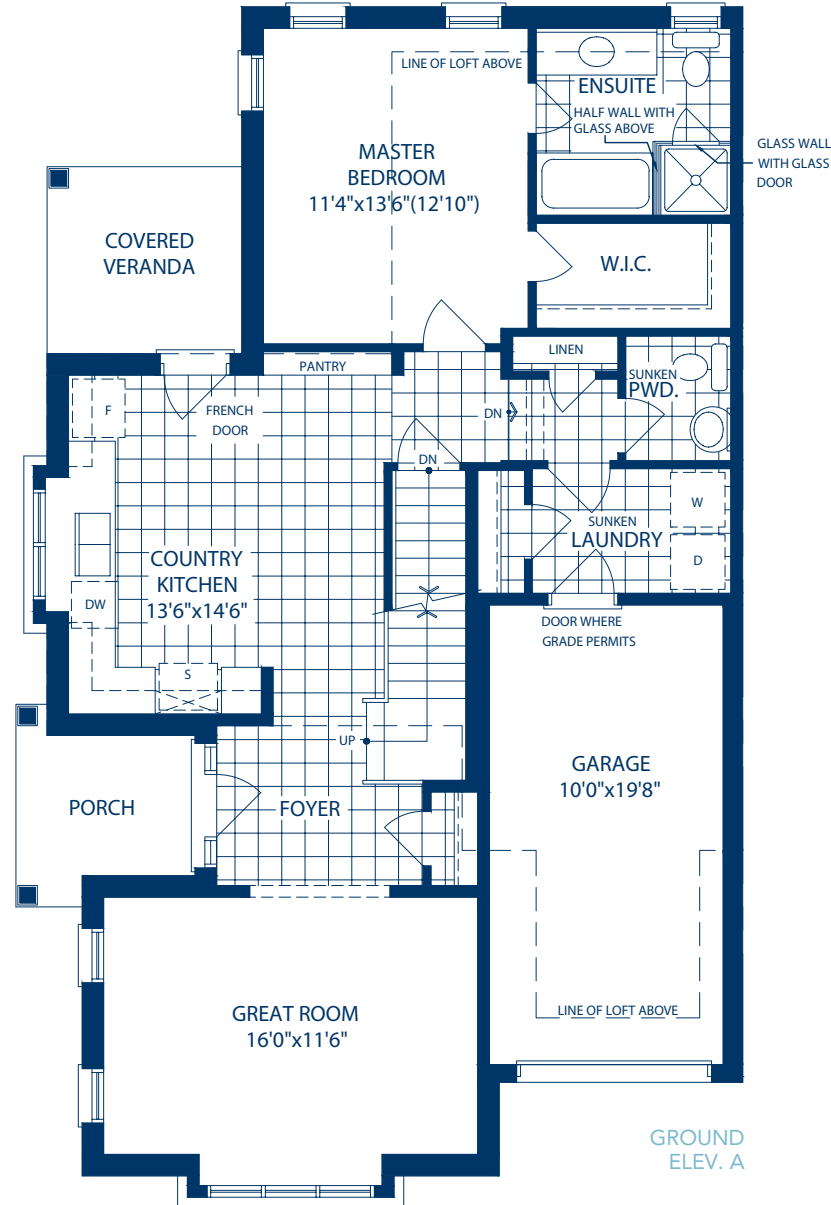 LINE OF LOFT ABOVE
ENSUITE
HALF WALL WITH
GLASS ABOVE
GLASS WALL
WITH GLASS
DOOR
MASTER
BEDROOM
11'4"x13'6"(12'10")
COVERED
VERANDA
W.I.C.
LINEN
PANTRY
SUNKEN
PWD.
F
FRENCH
DOOR
DN
DN
W
SUNKEN
LAUNDRY
D
COUNTRY
KITCHEN
13'6"x14'6"
DW
DOOR WHERE
GRADE PERMITS
S
UP
GARAGE
10'0"x19'8"
PORCH
FOYER
GREAT ROOM
16'0"x11'6"
LINE OF LOFT ABOVE
GROUND
ELEV. A